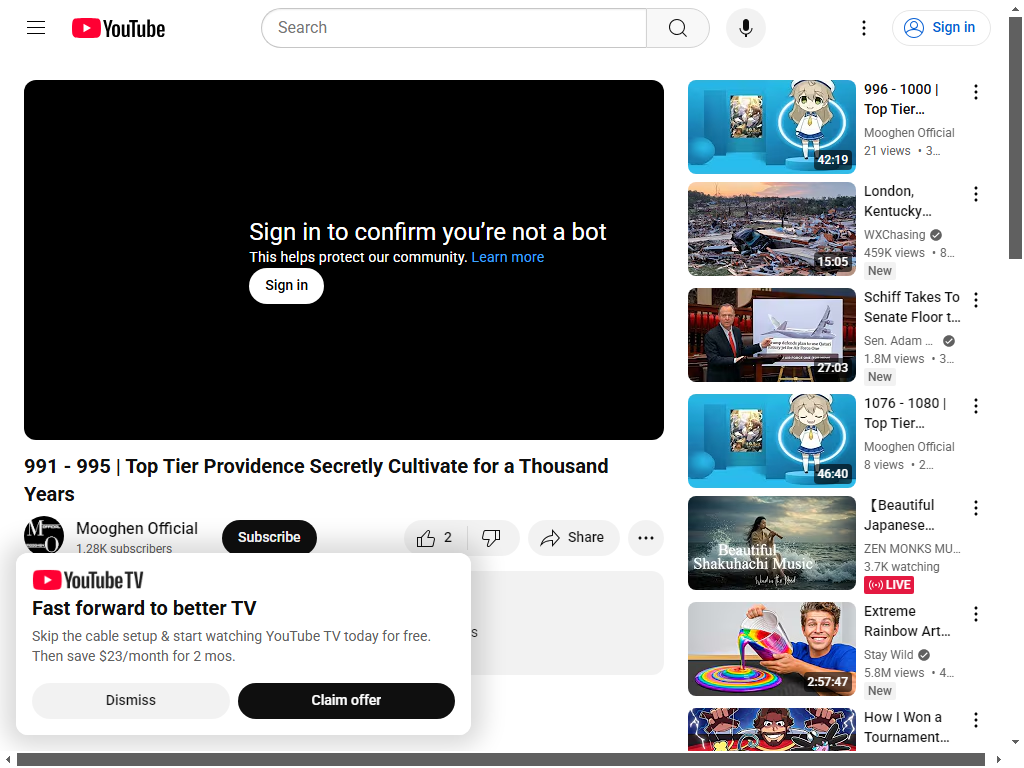 YouTube
Search
Sign in
Sign in to confirm you’re not a bot
This helps protect our community. Learn more
Sign in
991 - 995 | Top Tier Providence Secretly Cultivate for a Thousand
Years
Mooghen Official
1.28K subscribers
Subscribe
2
Share
YouTube TV
Fast forward to better TV
Skip the cable setup & start watching YouTube TV today for free.
Then save $23/month for 2 mos.
Dismiss
Claim offer
s
42:19
996 - 1000 |
Top Tier…
Mooghen Official
21 views • 3…
15:05
London,
Kentucky…
WXChasing
459K views • 8…
New
27:03
Schiff Takes To
Senate Floor t…
Sen. Adam …
1.8M views • 3…
New
46:40
1076 - 1080 |
Top Tier…
Mooghen Official
8 views • 2…
Beautiful
Shakuhachi Music
【Beautiful
Japanese…
ZEN MONKS MU…
3.7K watching
LIVE
2:57:47
Extreme
Rainbow Art…
Stay Wild
5.8M views • 4…
New
How I Won a
Tournament…